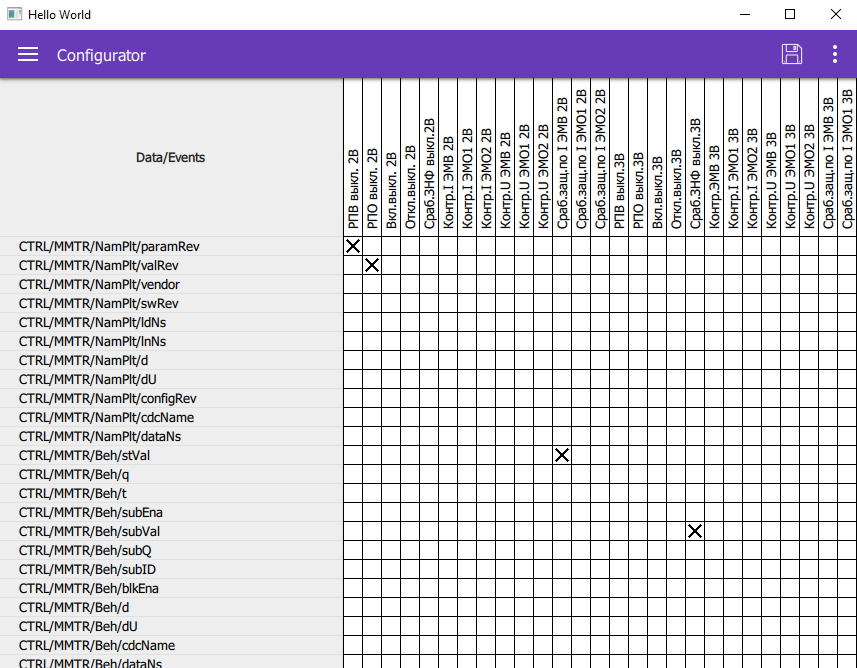 Hello World
Configurator
Data/Events
РПВ выкл. 2В
РПО выкл. 2В
Вкл.выкл. 2В
Откл.выкл. 2В
Сраб.ЗНФ выкл.2В
Контр.I ЭМВ 2В
Контр.I ЭМО1 2В
Контр.I ЭМО2 2В
Контр.U ЭМВ 2В
Контр.U ЭМО1 2В
Контр.U ЭМО2 2В
Сраб.защ.по I ЭМВ 2В
Сраб.защ.по I ЭМО1 2В
Сраб.защ.по I ЭМО2 2В
РПВ выкл.3В
РПО выкл.3В
Вкл.выкл.3В
Откл.выкл.3В
Сраб.ЗНФ выкл.3В
Контр.ЭМВ 3В
Контр.I ЭМО1 3В
Контр.I ЭМО2 3В
Контр.U ЭМВ 3В
Контр.U ЭМО1 3В
Контр.U ЭМО2 3В
Сраб.защ.по I ЭМВ 3В
Сраб.защ.по I ЭМО1 3В
CTRL/MMTR/NamPlt/paramRev
CTRL/MMTR/NamPlt/valRev
CTRL/MMTR/NamPlt/vendor
CTRL/MMTR/NamPlt/swRev
CTRL/MMTR/NamPlt/ldNs
CTRL/MMTR/NamPlt/lnNs
CTRL/MMTR/NamPlt/d
CTRL/MMTR/NamPlt/dU
CTRL/MMTR/NamPlt/configRev
CTRL/MMTR/NamPlt/cdcName
CTRL/MMTR/NamPlt/dataNs
CTRL/MMTR/Beh/stVal
CTRL/MMTR/Beh/q
CTRL/MMTR/Beh/t
CTRL/MMTR/Beh/subEna
CTRL/MMTR/Beh/subVal
CTRL/MMTR/Beh/subQ
CTRL/MMTR/Beh/subID
CTRL/MMTR/Beh/blkEna
CTRL/MMTR/Beh/d
CTRL/MMTR/Beh/dU
CTRL/MMTR/Beh/cdcName
CTRL/MMTR/Beh/dataNs